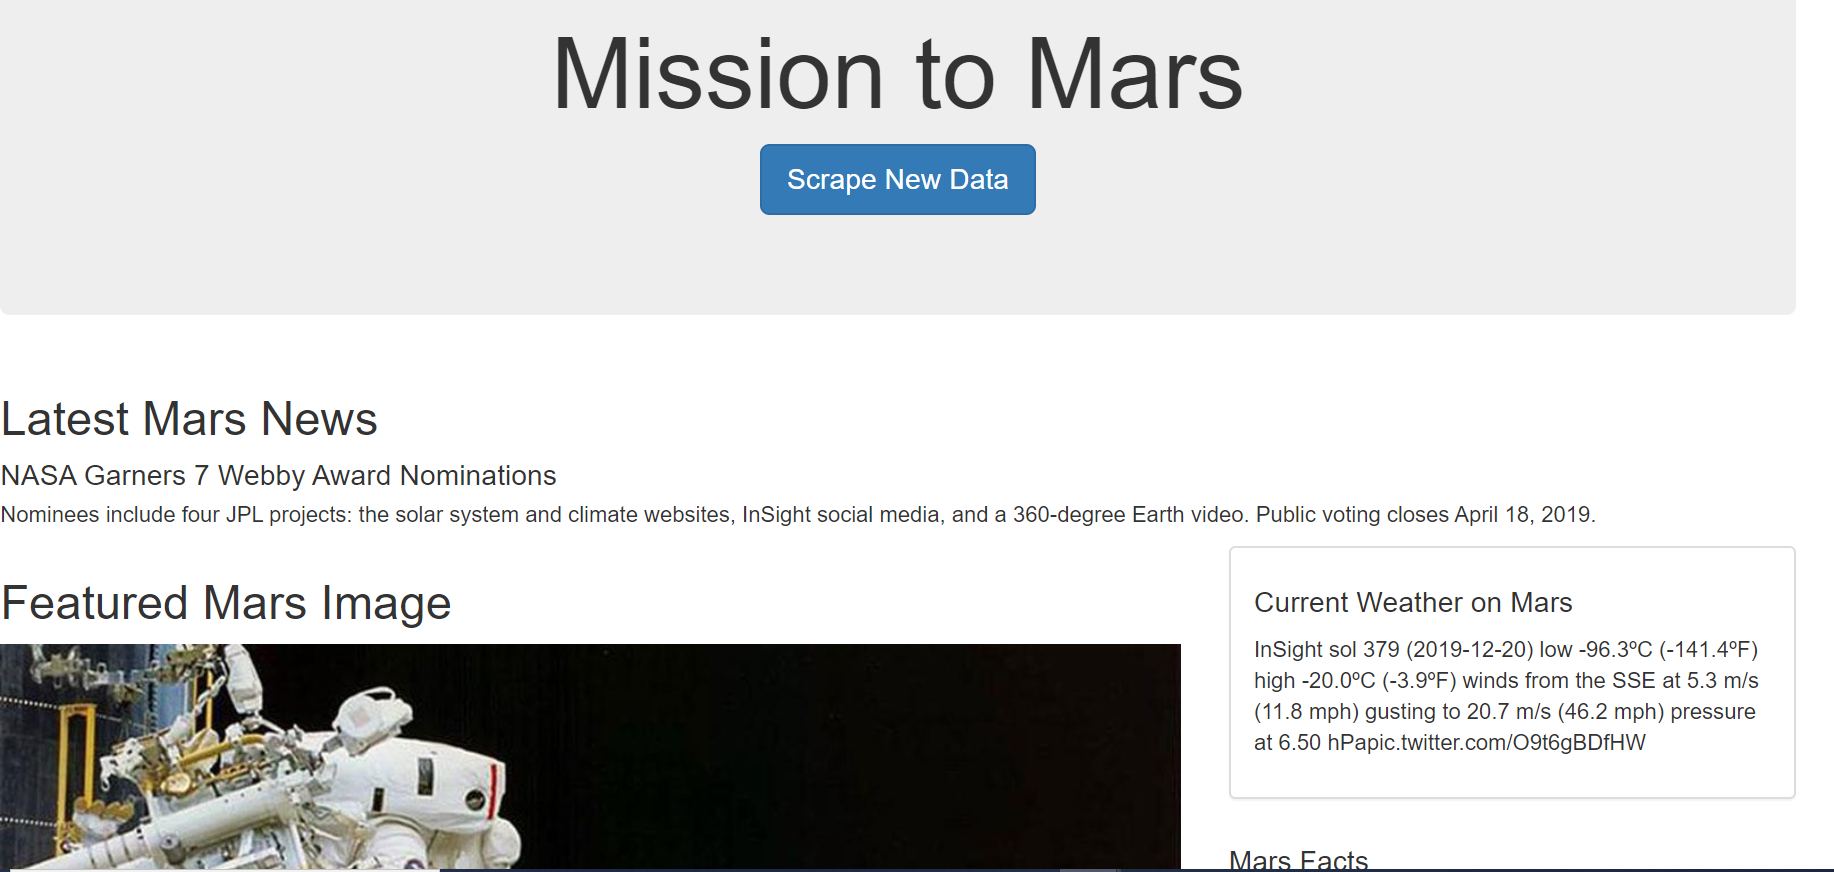 Mission to Mars
Scrape New Data
Latest Mars News
NASA Garners 7 Webby Award Nominations
Nominees include four JPL projects: the solar system and climate websites, InSight social media, and a 360-degree Earth video. Public voting closes April 18, 2019.
Featured Mars Image
Current Weather on Mars
InSight sol 379 (2019-12-20) low -96.3ºC (-141.4ºF)
high -20.0ºC (-3.9ºF) winds from the SSE at 5.3 m/s
(11.8 mph) gusting to 20.7 m/s (46.2 mph) pressure
at 6.50 hPapic.twitter.com/O9t6gBDfHW
Mars Facts